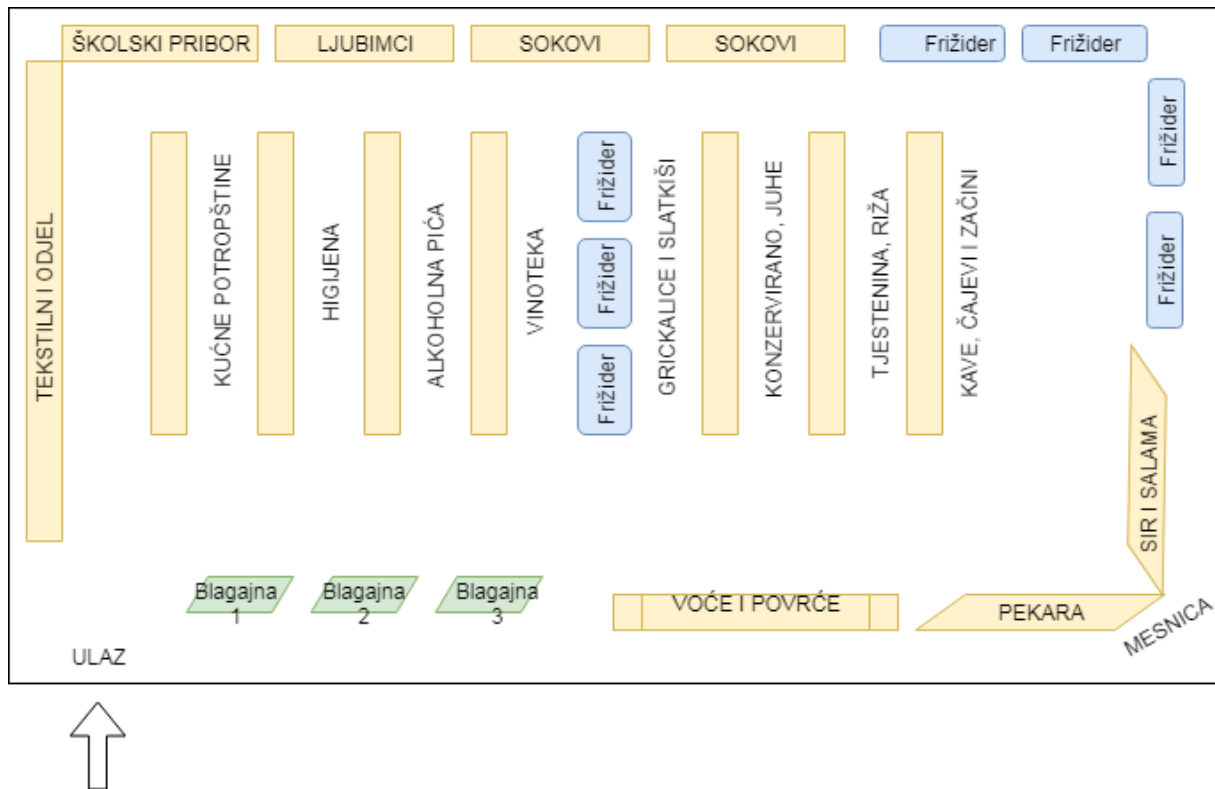 ŠKOLSKI PRIBOR
LJUBIMCI
SOKOVI
SOKOVI
Frižider
Frižider
TEKSTILN I ODJEL
KUĆNE POTROPŠTINE
HIGIJENA
ALKOHOLNA PIĆA
VINOTEKA
Frižider
Frižider
Frižider
GRICKALICE I SLATKIŠI
KONZERVIRANO, JUHE
TJESTENINA, RIŽA
KAVE, ČAJEVI I ZAČINI
Frižider
Frižider
SIR I SALAMA
Blagajna
1
Blagajna
2
Blagajna
3
VOĆE I POVRĆE
PEKARA
MESNICA
ULAZ